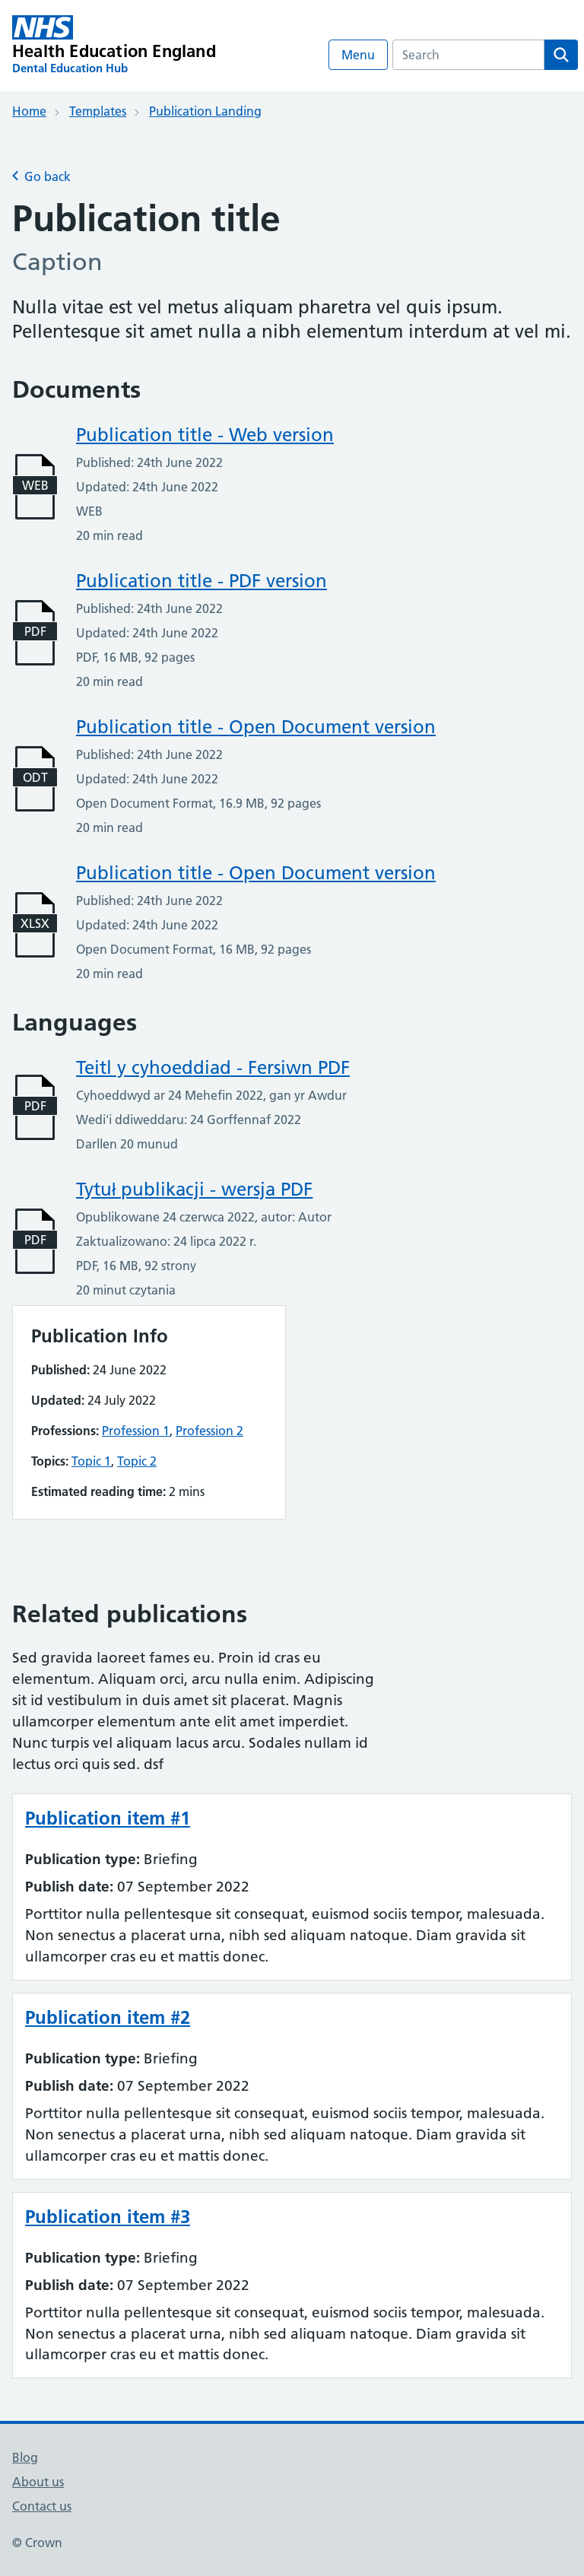 NHS
Health Education England
Dental Education Hub
Menu
Search
Home
Templates
Publication Landing
Go back
Publication title
Caption
Nulla vitae est vel metus aliquam pharetra vel quis ipsum.
Pellentesque sit amet nulla a nibh elementum interdum at vel mi.
Documents
Publication title - Web version
Published: 24th June 2022
WEB
Updated: 24th June 2022
WEB
20 min read
Publication title - PDF version
Published: 24th June 2022
PDF
Updated: 24th June 2022
PDF, 16 MB, 92 pages
20 min read
Publication title - Open Document version
Published: 24th June 2022
ODT
Updated: 24th June 2022
Open Document Format, 16.9 MB, 92 pages
20 min read
Publication title - Open Document version
Published: 24th June 2022
XLSX
Updated: 24th June 2022
Open Document Format, 16 MB, 92 pages
20 min read
Languages
Teitl y cyhoeddiad - Fersiwn PDF
Cyhoeddwyd ar 24 Mehefin 2022, gan yr Awdur
PDF
Wedi'i ddiweddaru: 24 Gorffennaf 2022
Darllen 20 munud
Tytuł publikacji - wersja PDF
Opublikowane 24 czerwca 2022, autor: Autor
PDF
Zaktualizowano: 24 lipca 2022 r.
PDF, 16 MB, 92 strony
20 minut czytania
Publication Info
Published: 24 June 2022
Updated: 24 July 2022
Professions: Profession 1, Profession 2
Topics: Topic 1, Topic 2
Estimated reading time: 2 mins
Related publications
Sed gravida laoreet fames eu. Proin id cras eu
elementum. Aliquam orci, arcu nulla enim. Adipiscing
sit id vestibulum in duis amet sit placerat. Magnis
ullamcorper elementum ante elit amet imperdiet.
Nunc turpis vel aliquam lacus arcu. Sodales nullam id
lectus orci quis sed. dsf
Publication item #1
Publication type: Briefing
Publish date: 07 September 2022
Porttitor nulla pellentesque sit consequat, euismod sociis tempor, malesuada.
Non senectus a placerat urna, nibh sed aliquam natoque. Diam gravida sit
ullamcorper cras eu et mattis donec.
Publication item #2
Publication type: Briefing
Publish date: 07 September 2022
Porttitor nulla pellentesque sit consequat, euismod sociis tempor, malesuada.
Non senectus a placerat urna, nibh sed aliquam natoque. Diam gravida sit
ullamcorper cras eu et mattis donec.
Publication item #3
Publication type: Briefing
Publish date: 07 September 2022
Porttitor nulla pellentesque sit consequat, euismod sociis tempor, malesuada.
Non senectus a placerat urna, nibh sed aliquam natoque. Diam gravida sit
ullamcorper cras eu et mattis donec.
Blog
About us
Contact us
© Crown